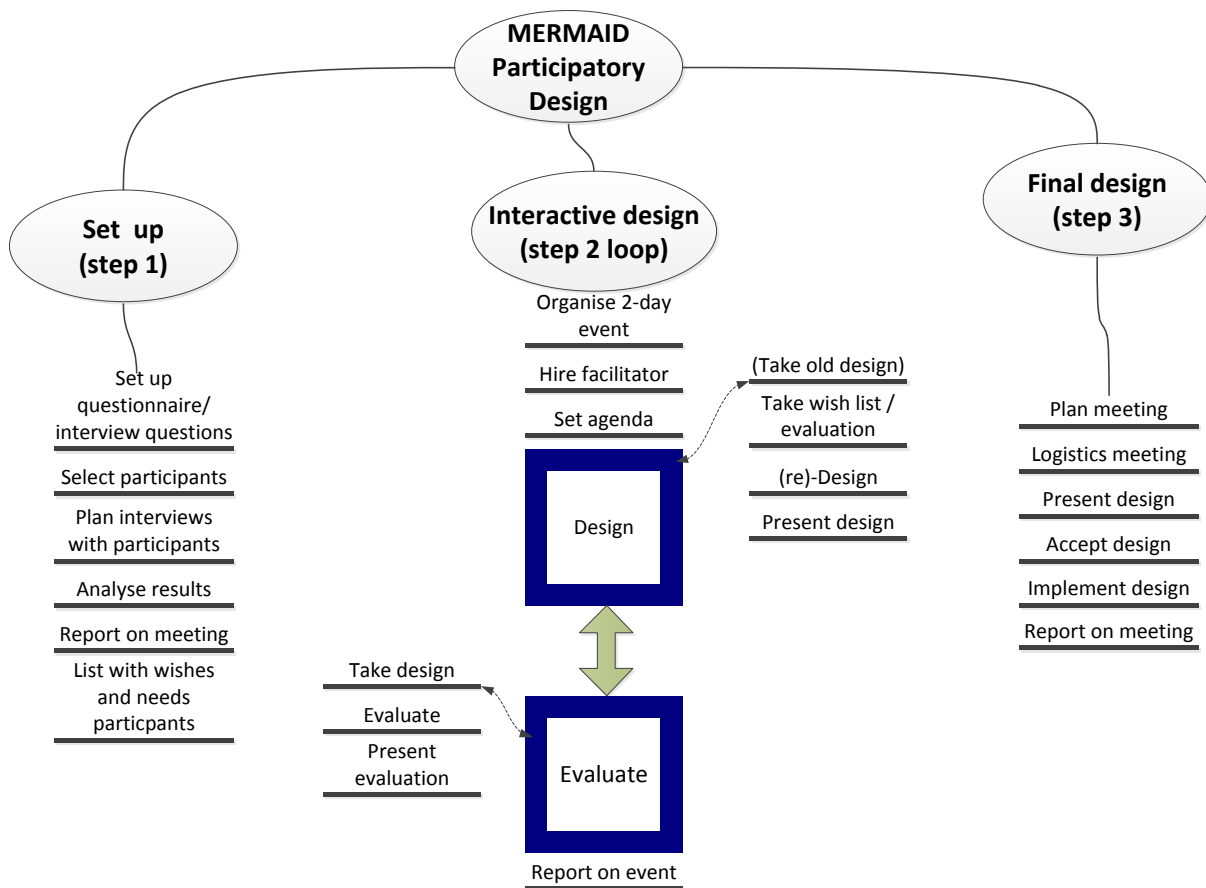 MERMAID
Participatory
Design
Set up
(step 1)
Set up
questionnaire/
interview questions
Select participants
Plan interviews
with participants
Analyse results
Report on meeting
List with wishes
and needs
particpants
Interactive design
(step 2 loop)
Organise 2-day
event
Hire facilitator
Set agenda
Design
(Take old design)
Take wish list /
evaluation
(re)-Design
Present design
Take design
Evaluate
Present
evaluation
Evaluate
Report on event
Final design
(step 3)
Plan meeting
Logistics meeting
Present design
Accept design
Implement design
Report on meeting